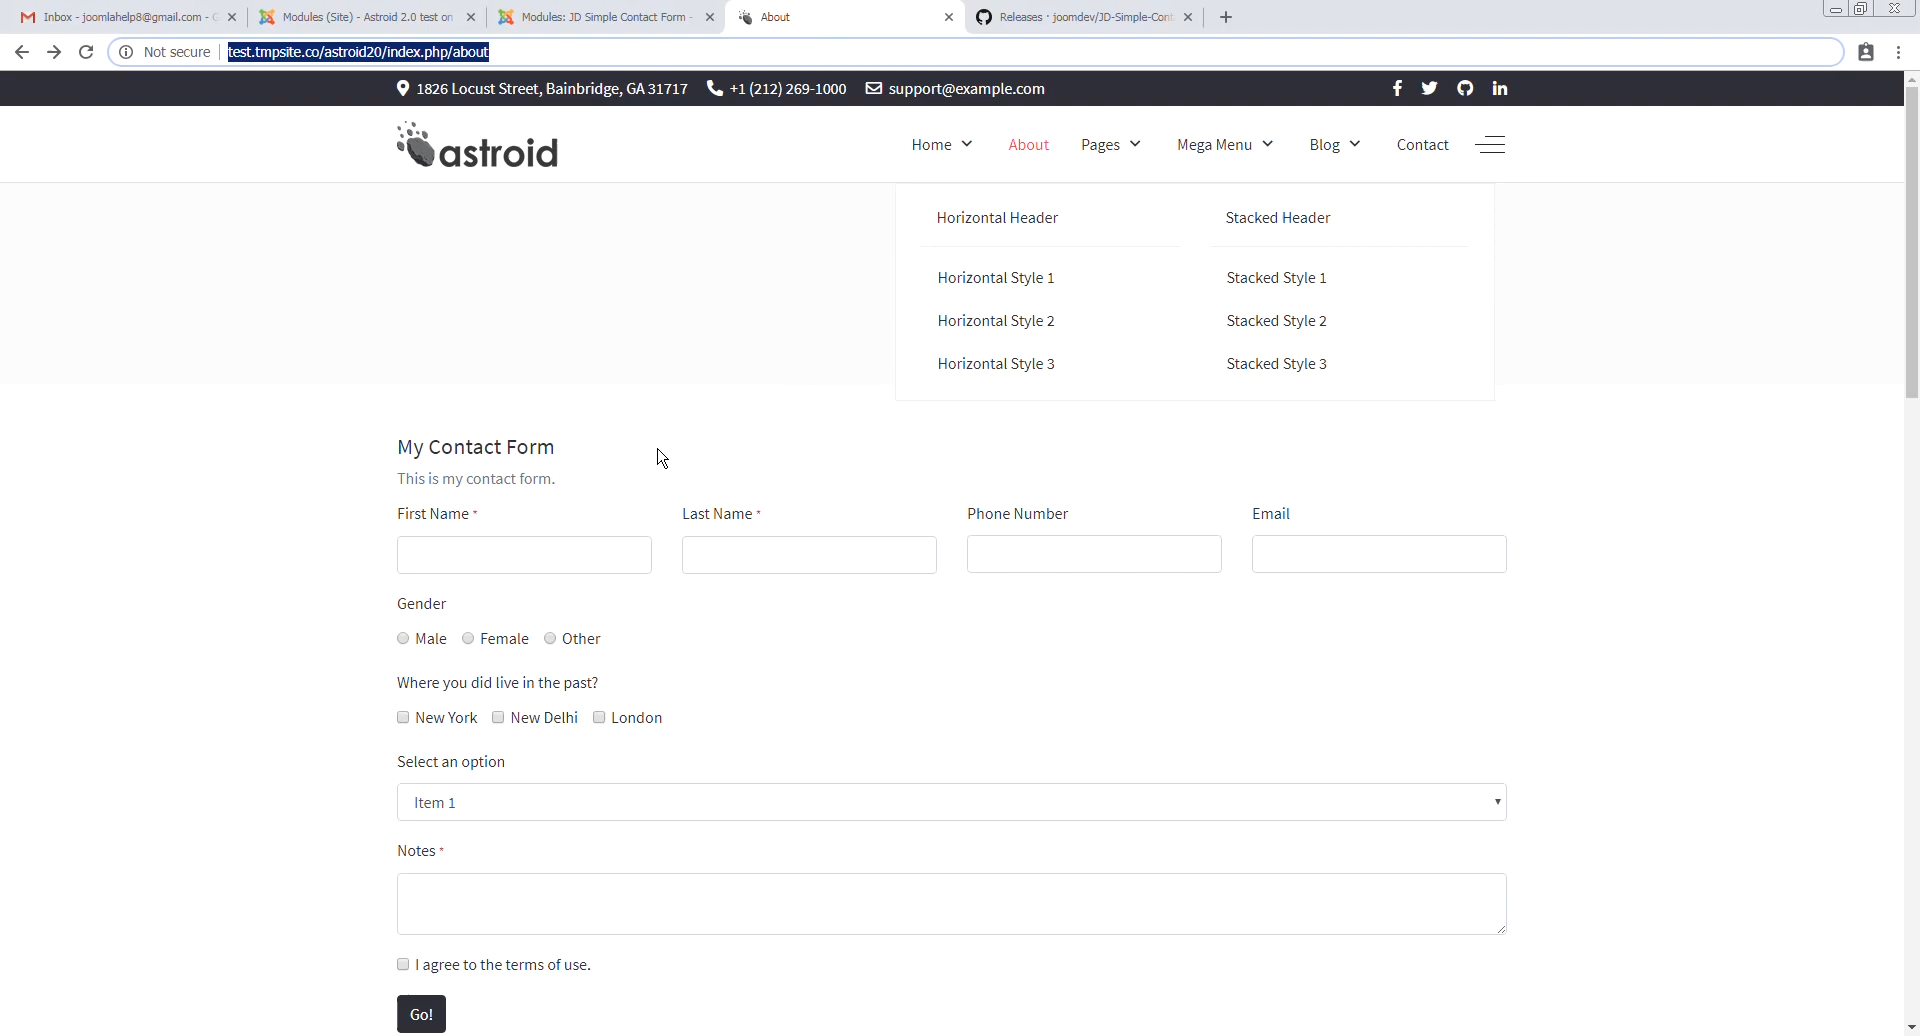 Inbox - joomlahelp8@gmail.com - G
Modules (Site) - Astroid 2.0 test on
Modules: JD Simple Contact Form -
About
Releases · joomdev/JD-Simple-Cont
Not secure
test.tmpsite.co/astroid20/index.php/about
1826 Locust Street, Bainbridge, GA 31717 +1 (212) 269-1000 support@example.com
astroid
Home About Pages Mega Menu Blog Contact
Horizontal Header Stacked Header
Horizontal Style 1 Stacked Style 1
Horizontal Style 2 Stacked Style 2
Horizontal Style 3 Stacked Style 3
My Contact Form
This is my contact form.
First Name * Last Name * Phone Number Email
Gender
Male Female Other
Where you did live in the past?
New York New Delhi London
Select an option
Item 1
Notes *
I agree to the terms of use.
Go!